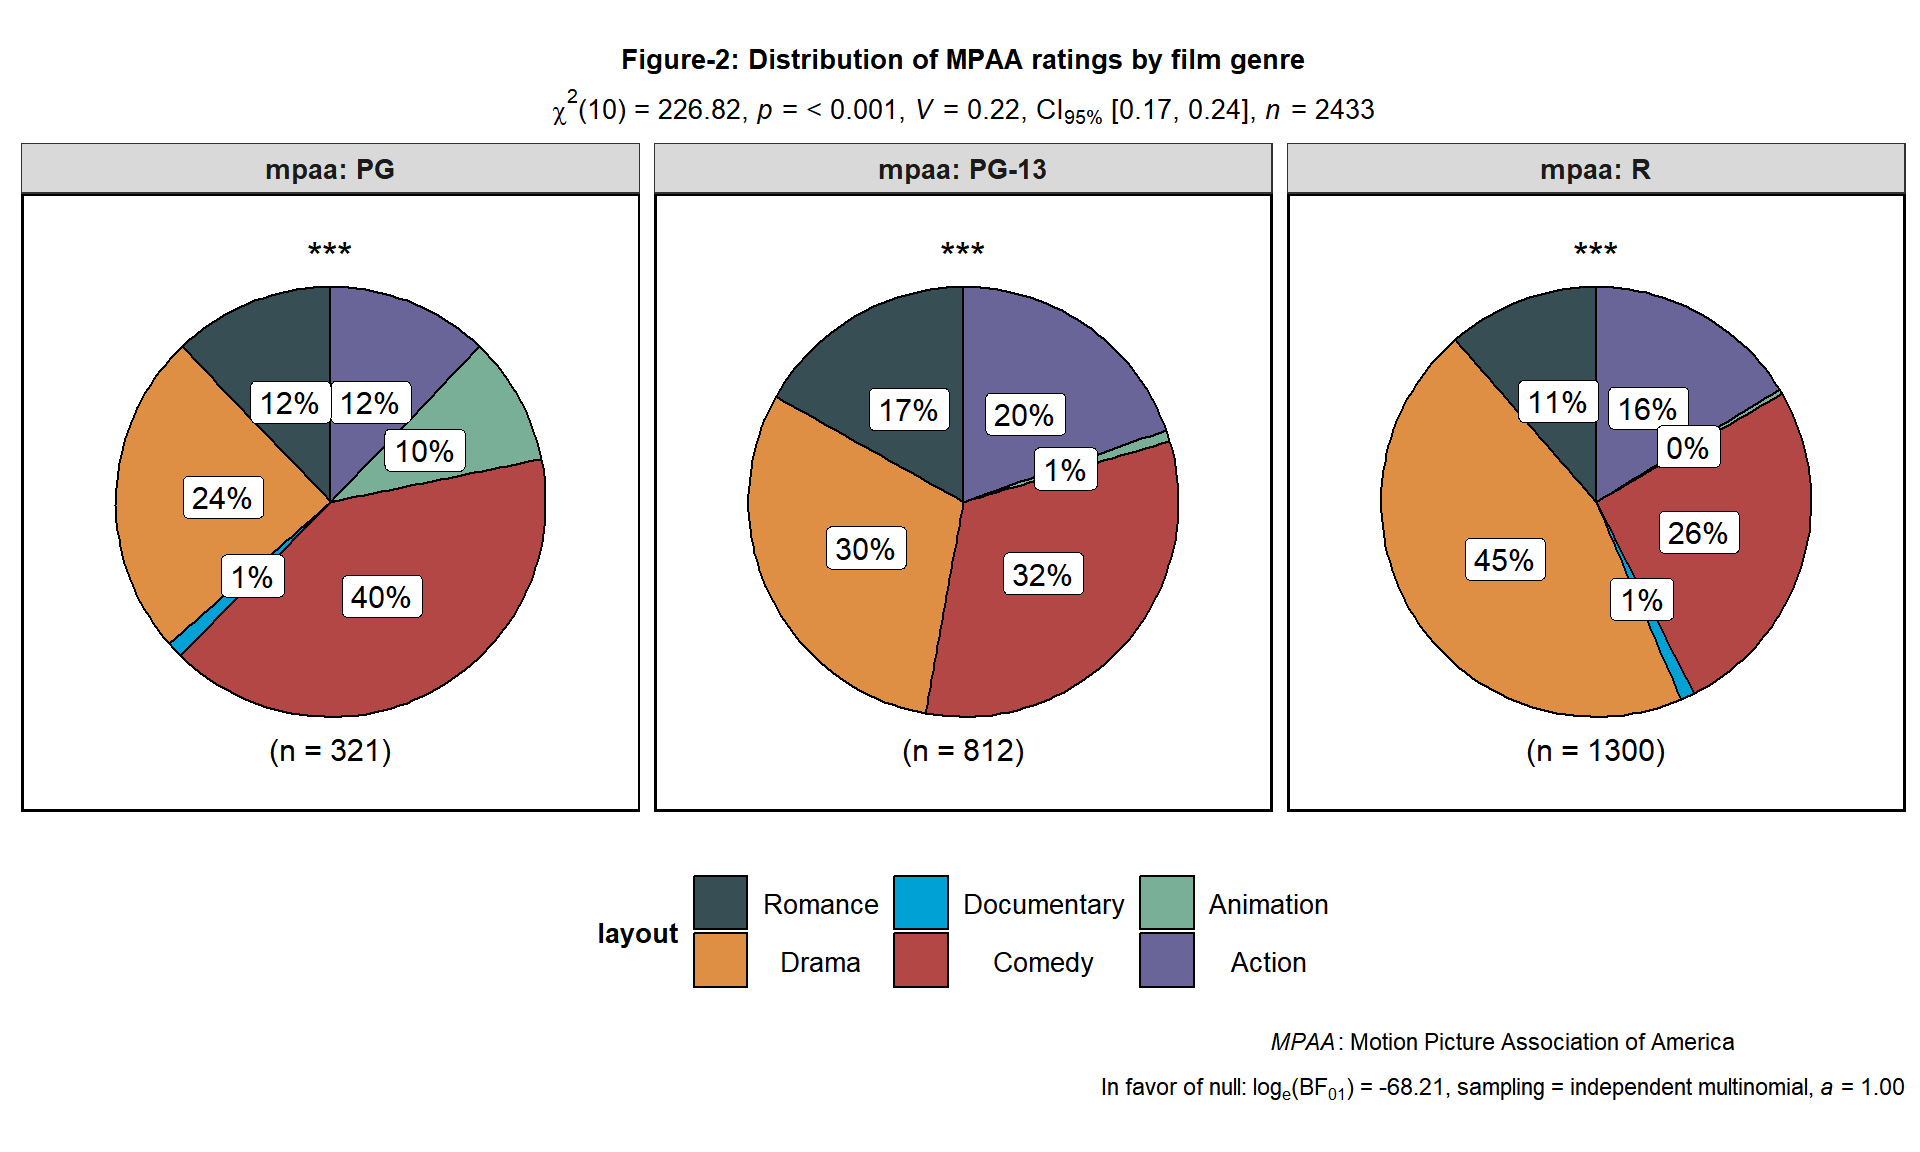 Figure-2: Distribution of MPAA ratings by film genre
χ²(10) = 226.82, p = < 0.001, V = 0.22, CI95% [0.17, 0.24], n = 2433
mpaa: PG
mpaa: PG-13
mpaa: R
***
***
***
12%
12%
10%
24%
1%
40%
17%
20%
1%
30%
32%
11%
16%
0%
26%
45%
1%
(n = 321)
(n = 812)
(n = 1300)
layout
Romance
Documentary
Animation
Drama
Comedy
Action
MPAA: Motion Picture Association of America
In favor of null: loge(BF01) = -68.21, sampling = independent multinomial, a = 1.00